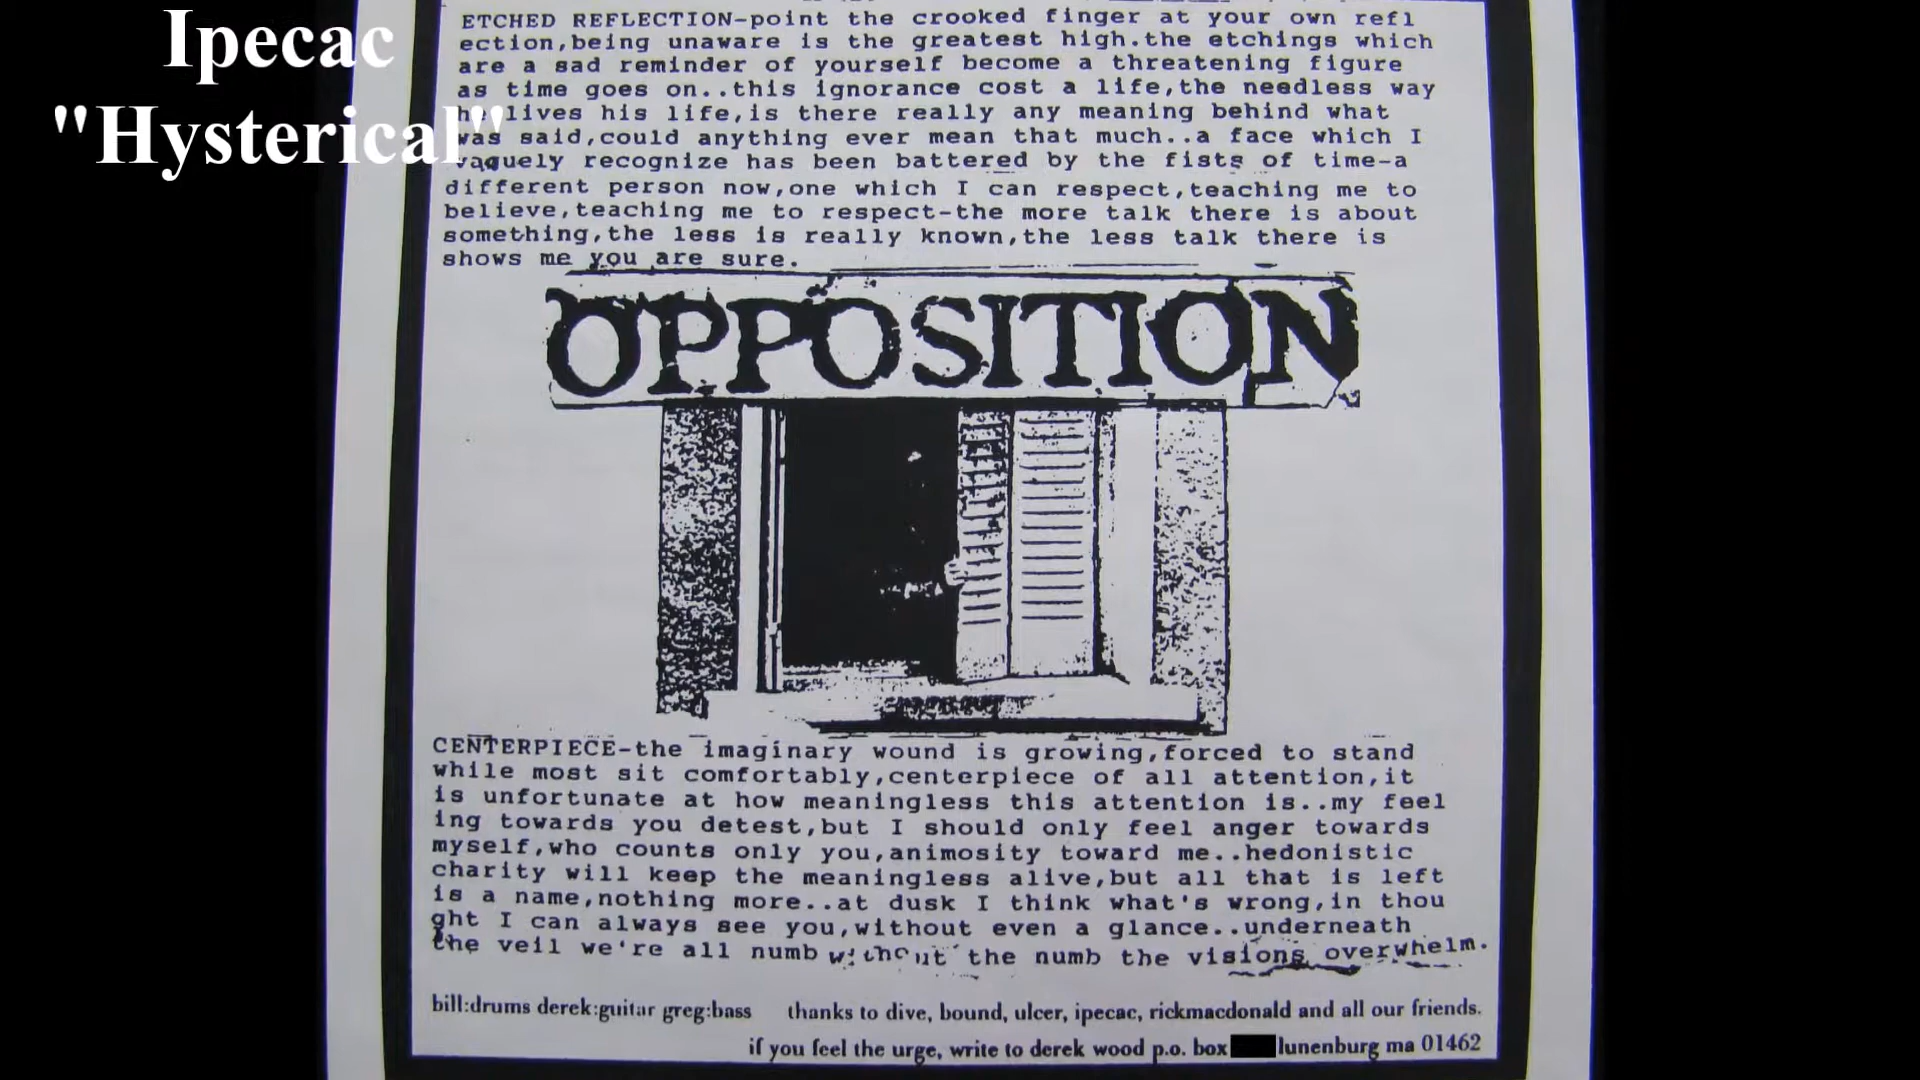 Ipecac
"Hysterical"
ETCHED REFLECTION-point the crooked finger at your own refl
ection,being unaware is the greatest high.the etchings which
are a sad reminder of yourself become a threatening figure
as time goes on..this ignorance cost a life,the needless way
he lives his life,is there really any meaning behind what
was said,could anything ever mean that much..a face which I
vaguely recognize has been battered by the fists of time-a
different person now,one which I can respect,teaching me to
believe,teaching me to respect-the more talk there is about
something,the less is really known,the less talk there is
shows me you are sure.
OPPOSITION
CENTERPIECE-the imaginary wound is growing,forced to stand
while most sit comfortably,centerpiece of all attention,it
is unfortunate at how meaningless this attention is..my feel
ing towards you detest,but I should only feel anger towards
myself,who counts only you,animosity toward me..hedonistic
charity will keep the meaningless alive,but all that is left
is a name,nothing more..at dusk I think what's wrong,in thou
ght I can always see you,without even a glance..underneath
the veil we're all numb without the numb the visions overwhelm.
bill:drums derek:guitar greg:bass thanks to dive, bound, ulcer, ipecac, rickmacdonald and all our friends.
if you feel the urge, write to derek wood p.o. box lunenburg ma 01462